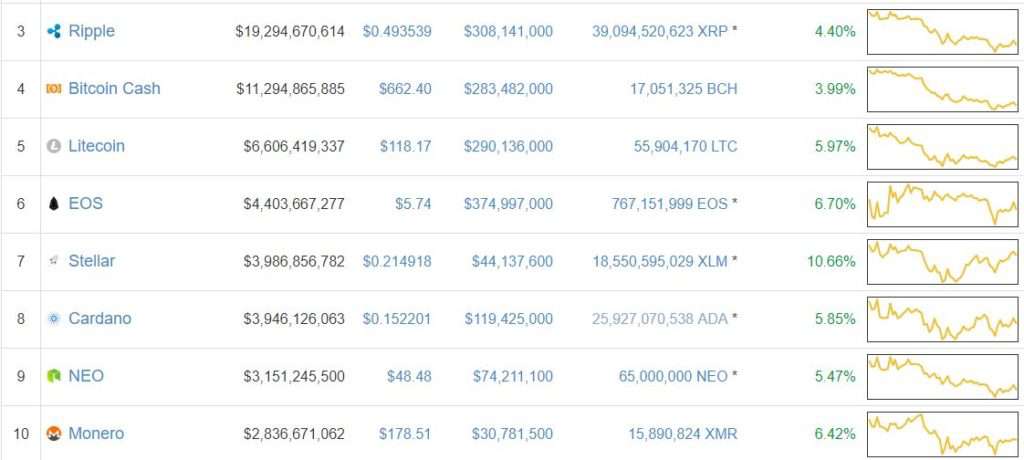 3 Ripple $19,294,670,614 $0.493539 $308,141,000 39,094,520,623 XRP * 4.40%
4 Bitcoin Cash $11,294,865,885 $662.40 $283,482,000 17,051,325 BCH 3.99%
5 Litecoin $6,606,419,337 $118.17 $290,136,000 55,904,170 LTC 5.97%
6 EOS $4,403,667,277 $5.74 $374,997,000 767,151,999 EOS * 6.70%
7 Stellar $3,986,856,782 $0.214918 $44,137,600 18,550,595,029 XLM * 10.66%
8 Cardano $3,946,126,063 $0.152201 $119,425,000 25,927,070,538 ADA * 5.85%
9 NEO $3,151,245,500 $48.48 $74,211,100 65,000,000 NEO * 5.47%
10 Monero $2,836,671,062 $178.51 $30,781,500 15,890,824 XMR 6.42%